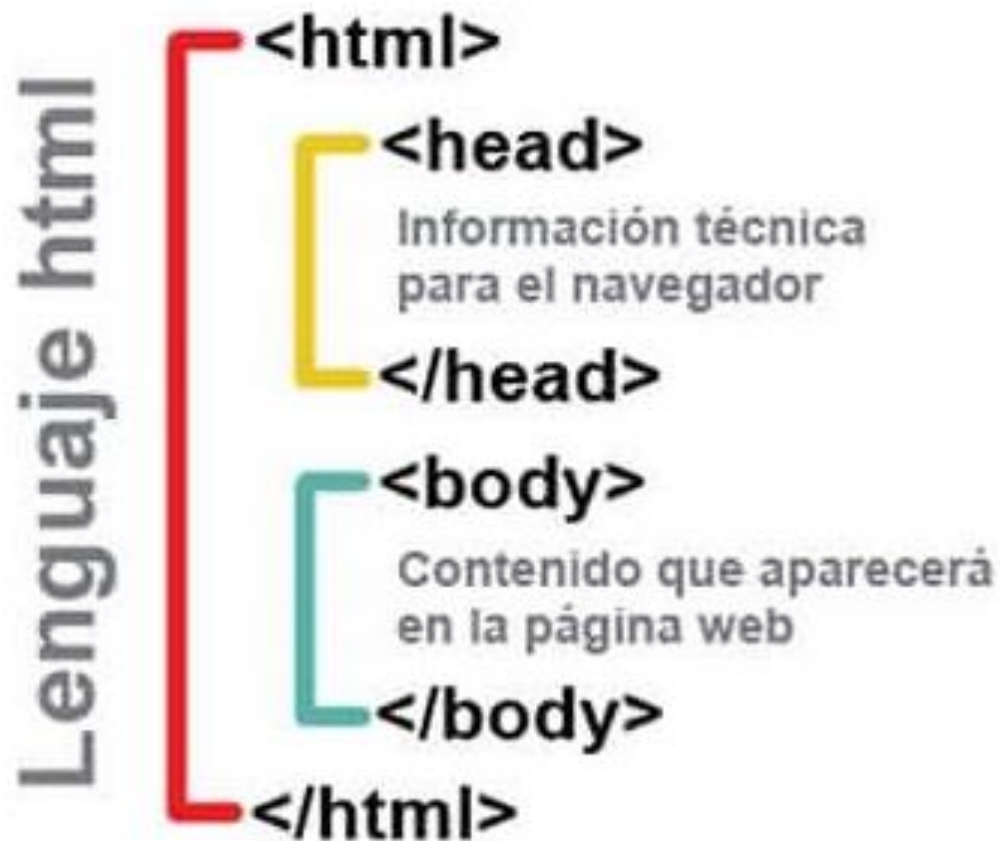 Lenguaje html
<html>
<head>
Información técnica
para el navegador
</head>
<body>
Contenido que aparecerá
en la página web
</body>
</html>